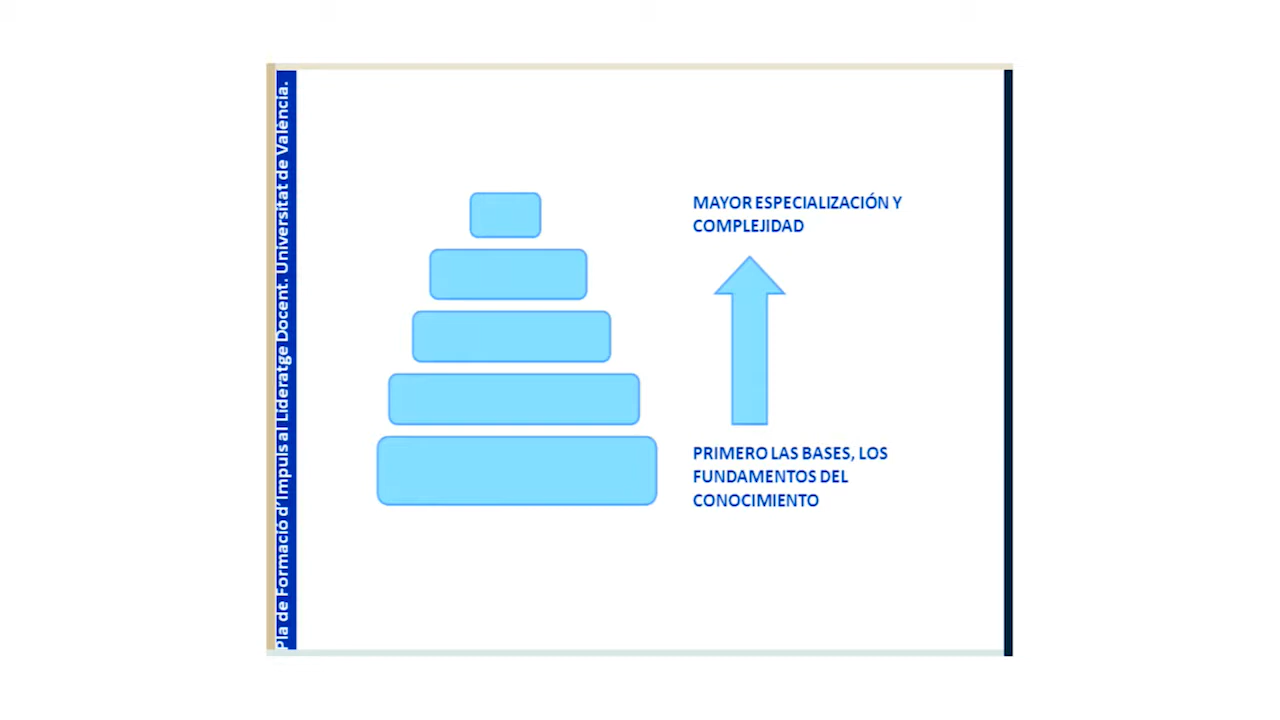 Pla de Formació d'Impuls al Lideratge Docent. Universitat de València.
MAYOR ESPECIALIZACIÓN Y
COMPLEJIDAD
PRIMERO LAS BASES, LOS
FUNDAMENTOS DEL
CONOCIMIENTO